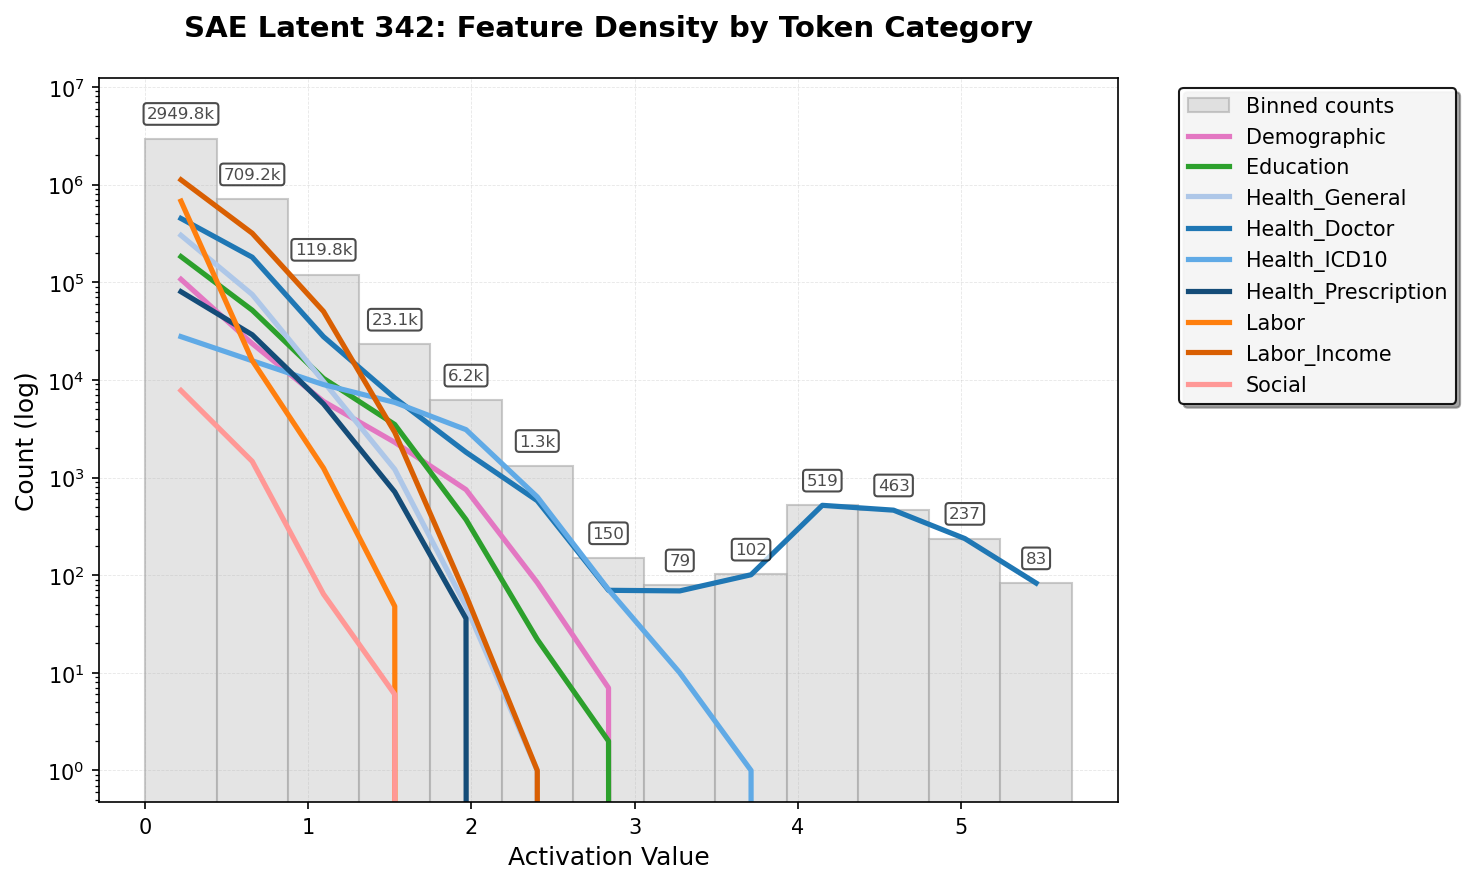 SAE Latent 342: Feature Density by Token Category
Count (log)
10^7
10^6
10^5
10^4
10^3
10^2
10^1
10^0
2949.8k
709.2k
119.8k
23.1k
6.2k
1.3k
150
79
102
519
463
237
83
0 1 2 3 4 5
Activation Value
Binned counts
Demographic
Education
Health_General
Health_Doctor
Health_ICD10
Health_Prescription
Labor
Labor_Income
Social